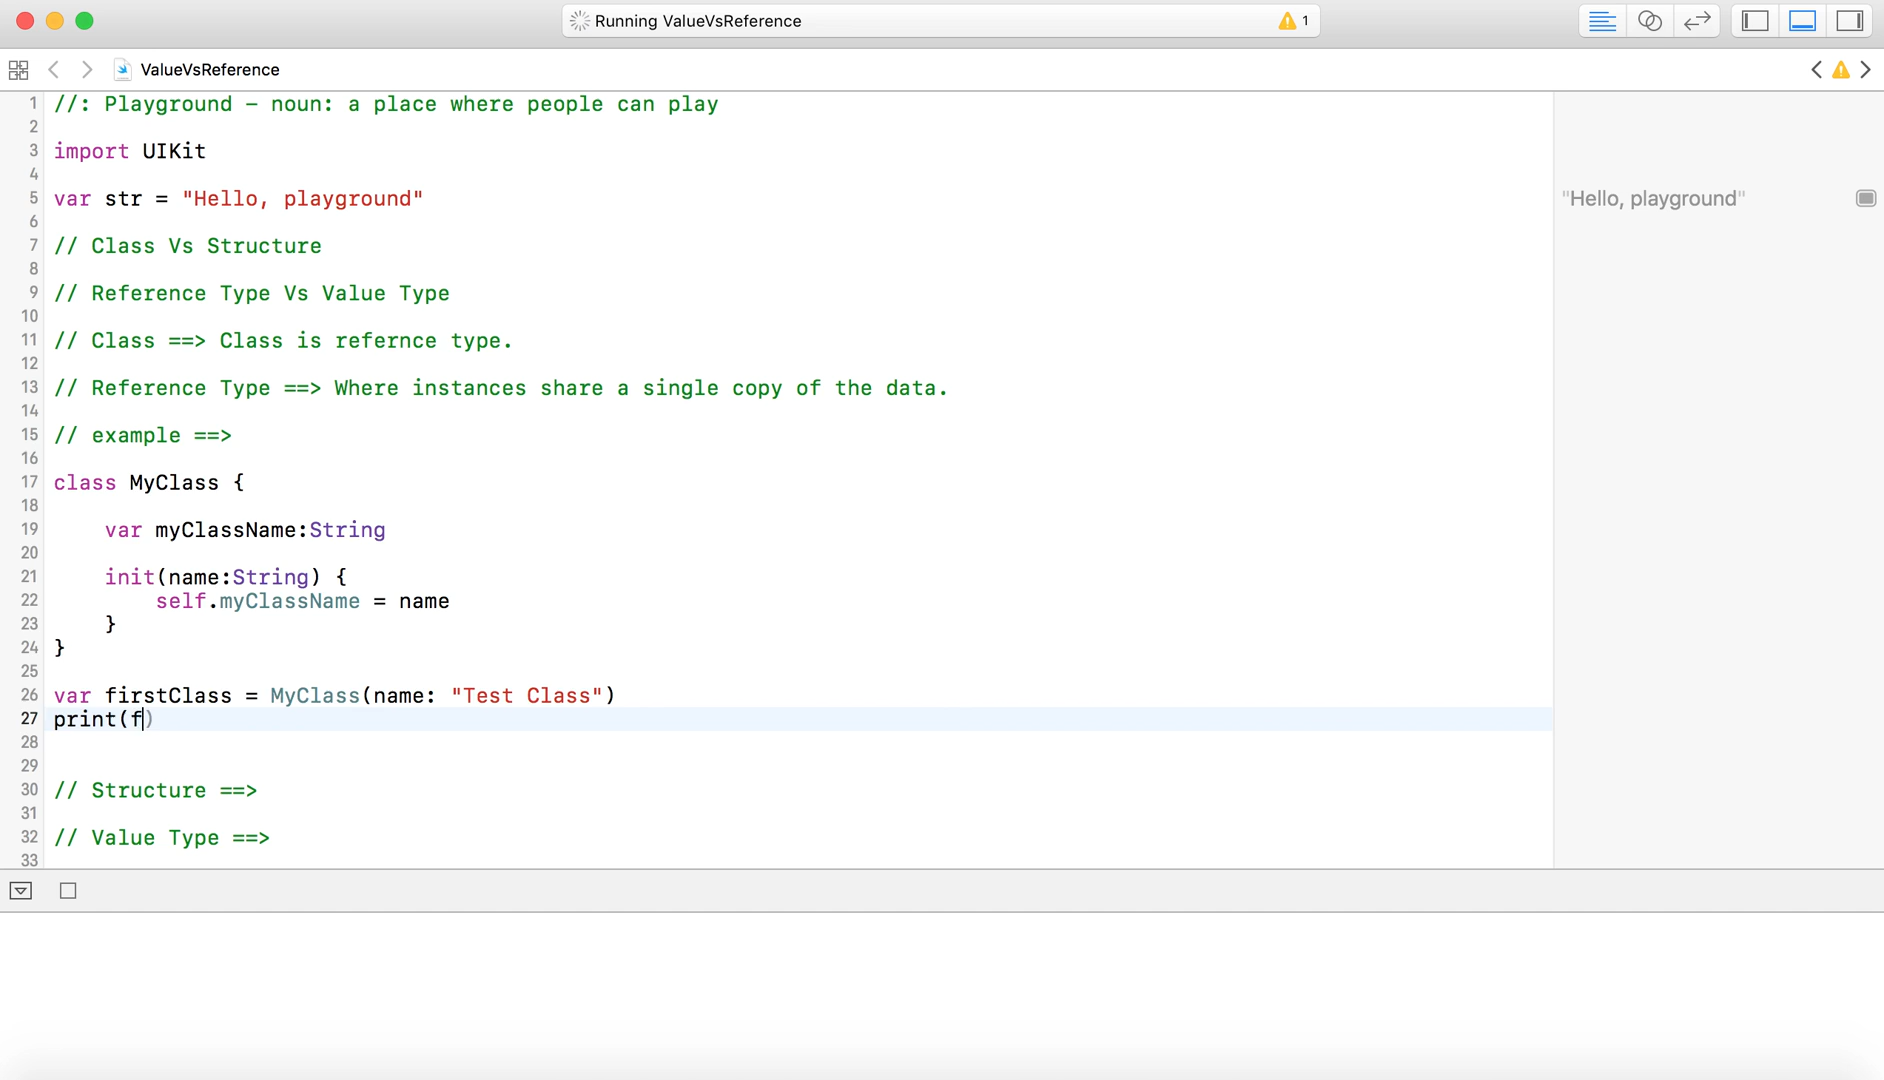 Running ValueVsReference
1
ValueVsReference
1 //: Playground - noun: a place where people can play
2
3 import UIKit
4
5 var str = "Hello, playground"
"Hello, playground"
6
7 // Class Vs Structure
8
9 // Reference Type Vs Value Type
10
11 // Class ==> Class is refernce type.
12
13 // Reference Type ==> Where instances share a single copy of the data.
14
15 // example ==>
16
17 class MyClass {
18
19 var myClassName:String
20
21 init(name:String) {
22 self.myClassName = name
23 }
24 }
25
26 var firstClass = MyClass(name: "Test Class")
27 print(f)
28
29
30 // Structure ==>
31
32 // Value Type ==>
33